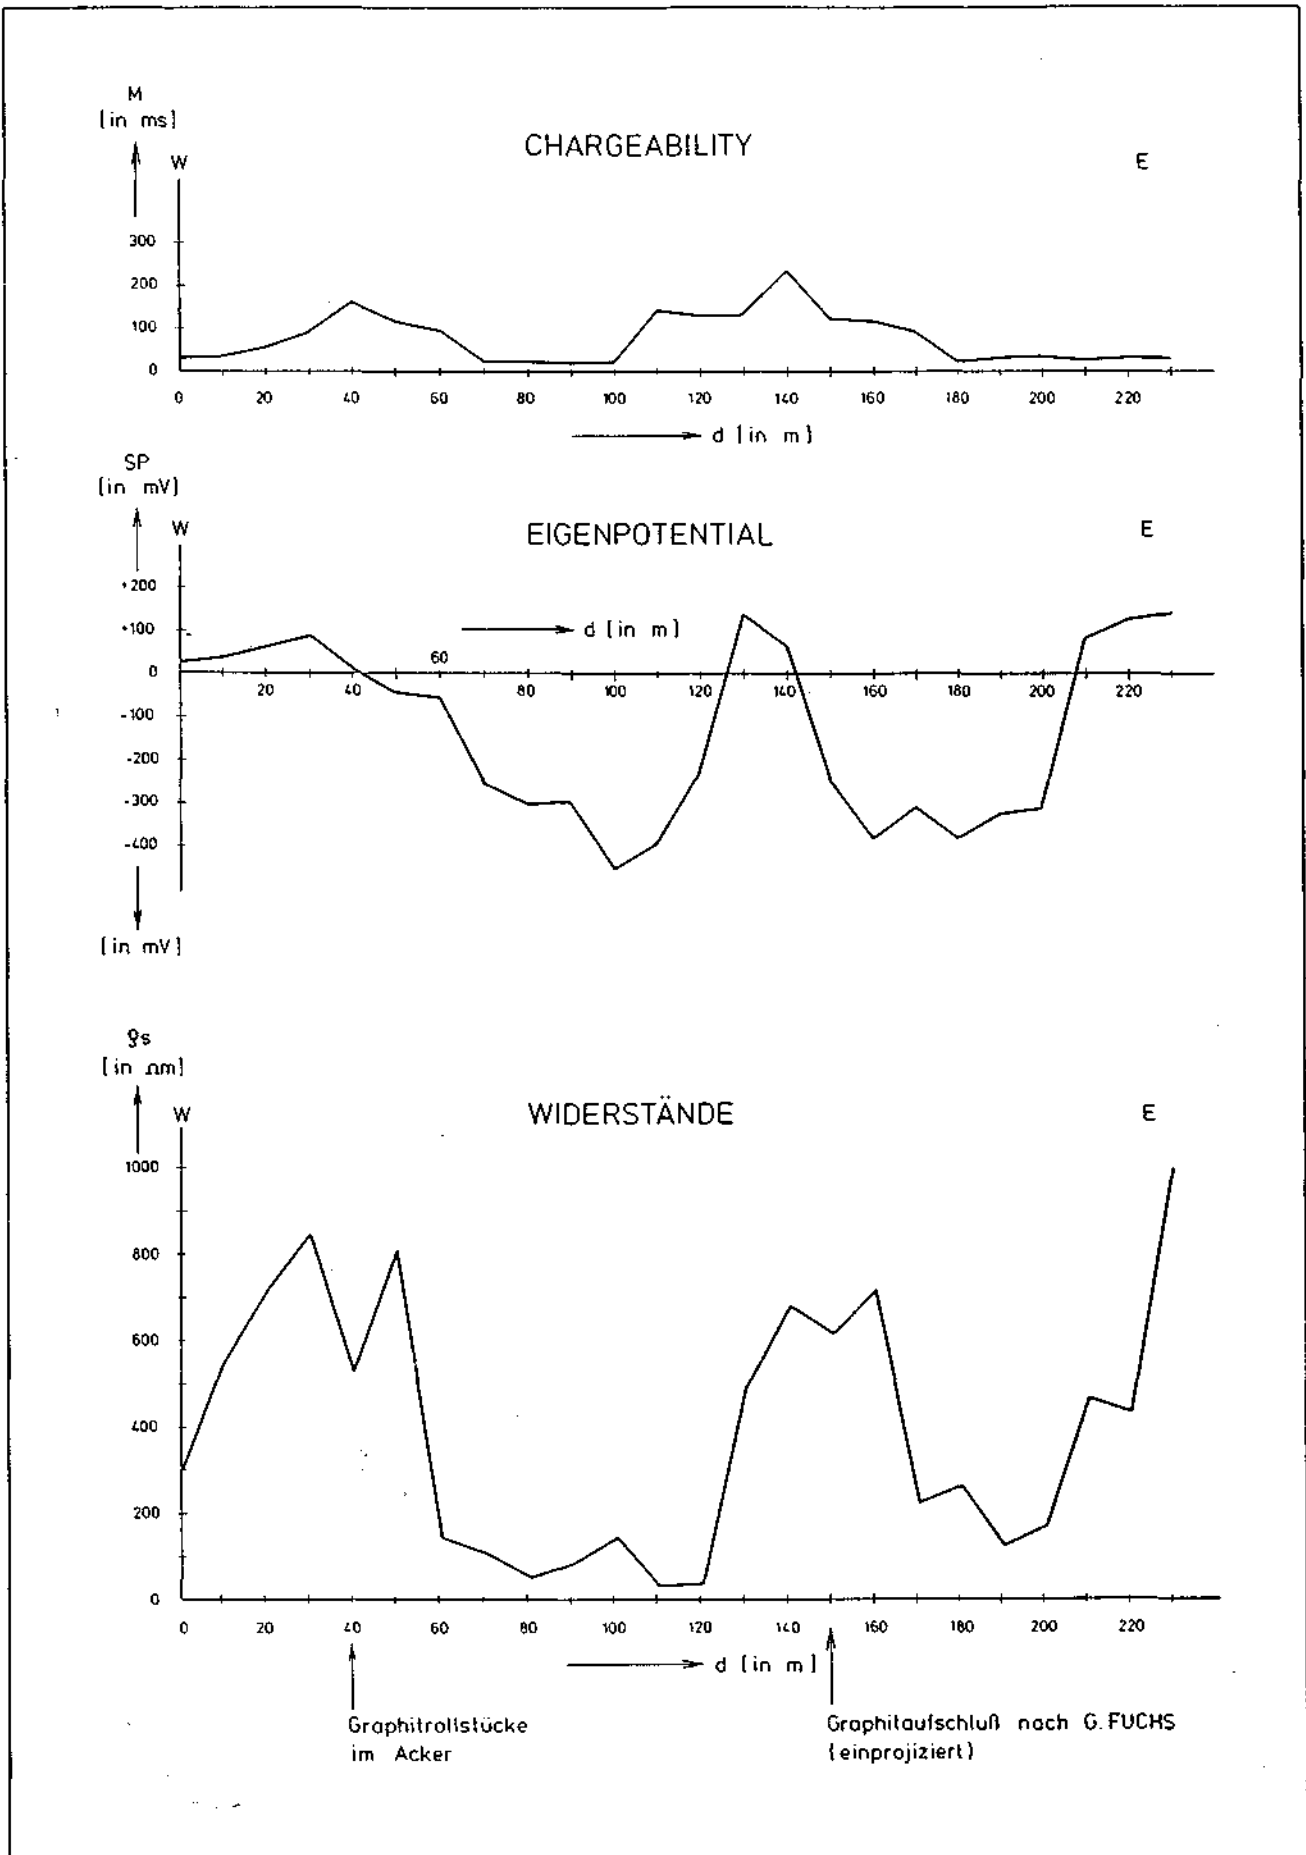 M
[in ms]
CHARGEABILITY
W
E
300
200
100
0
0 20 40 60 80 100 120 140 160 180 200 220
d [in m]
SP
[in mV]
W
EIGENPOTENTIAL
E
+200
+100
d [in m]
60
0
20 40 80 100 120 140 160 180 200 220
-100
-200
-300
-400
[in mV]
ϱs
[in Ωm]
W
WIDERSTÄNDE
E
1000
800
600
400
200
0
0 20 40 60 80 100 120 140 160 180 200 220
d [in m]
Graphitrollstücke
im Acker
Graphitaufschluß nach G. FUCHS
(einprojiziert)